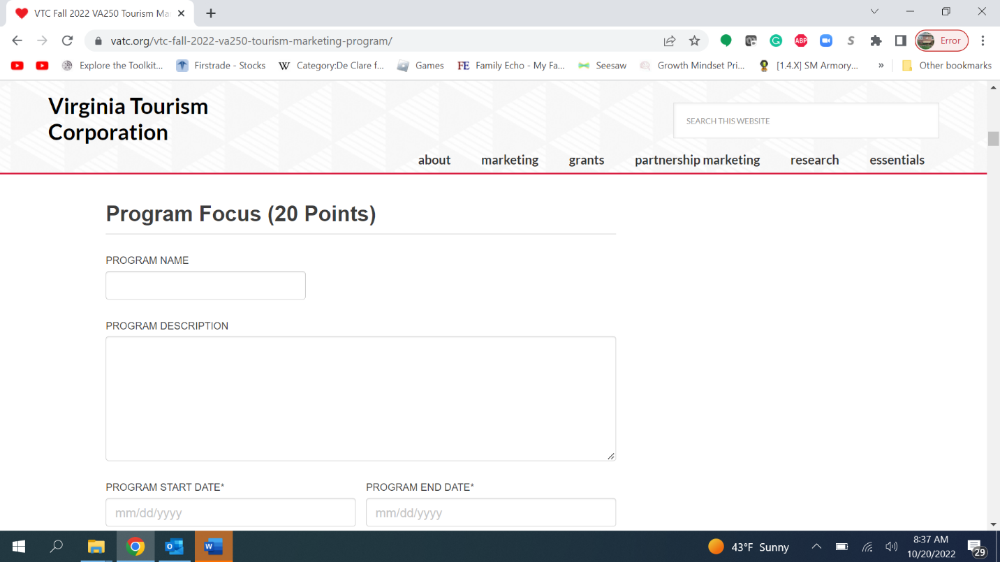 VTC Fall 2022 VA250 Tourism Ma
vatc.org/vtc-fall-2022-va250-tourism-marketing-program/
ABP
S
Error
Explore the Toolkit...
Firstrade - Stocks
W Category:De Clare f...
Games
FE Family Echo - My Fa...
Seesaw
Growth Mindset Pri...
[1.4.X] SM Armory...
»
Other bookmarks
Virginia Tourism
Corporation
SEARCH THIS WEBSITE
about marketing grants partnership marketing research essentials
Program Focus (20 Points)
PROGRAM NAME
PROGRAM DESCRIPTION
PROGRAM START DATE* PROGRAM END DATE*
mm/dd/yyyy mm/dd/yyyy
43°F Sunny
8:37 AM
10/20/2022
29